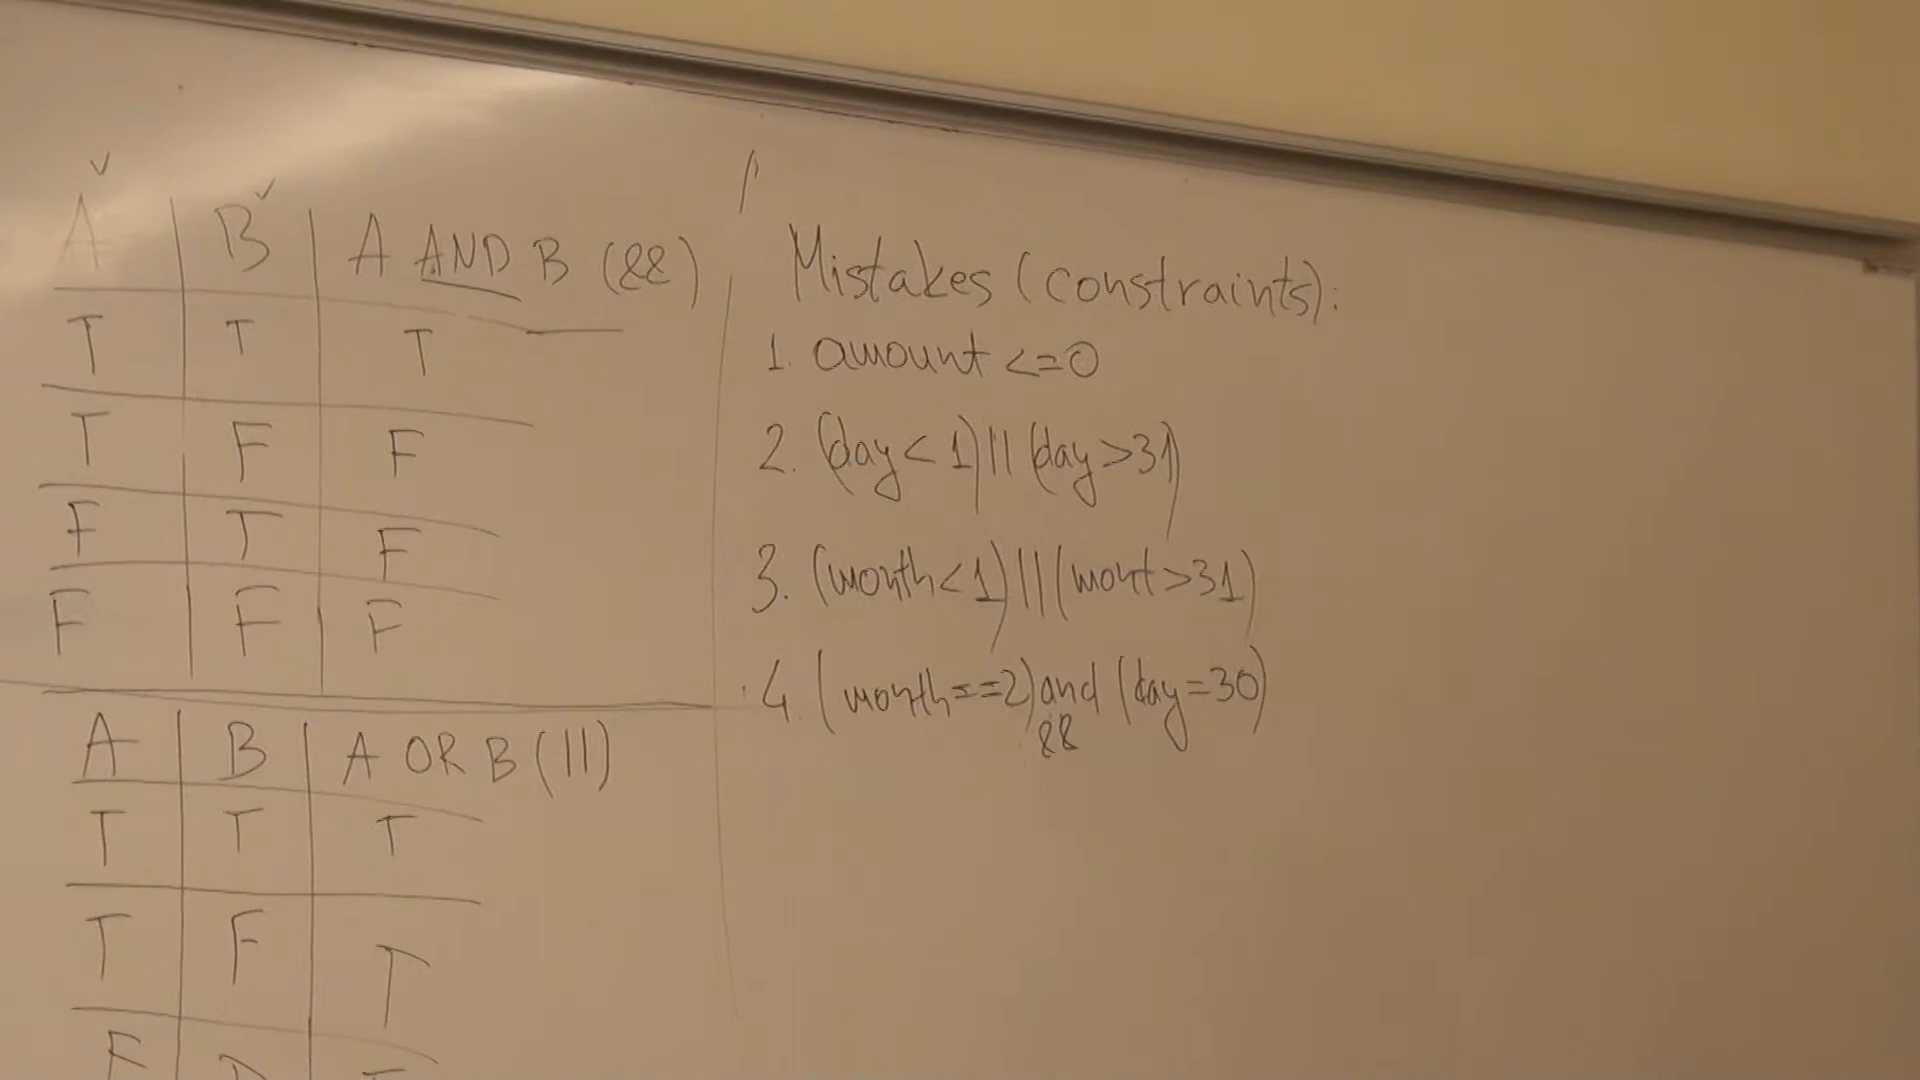 A | B | A AND B (&&)
T | T | T
T | F | F
F | T | F
F | F | F
A | B | A OR B (||)
T | T | T
T | F | T
F
Mistakes (constraints):
1. amount <=0
2. (day < 1) || (day >31)
3. (month < 1) || (mont >31)
4. (month==2) and (day=30)
&&